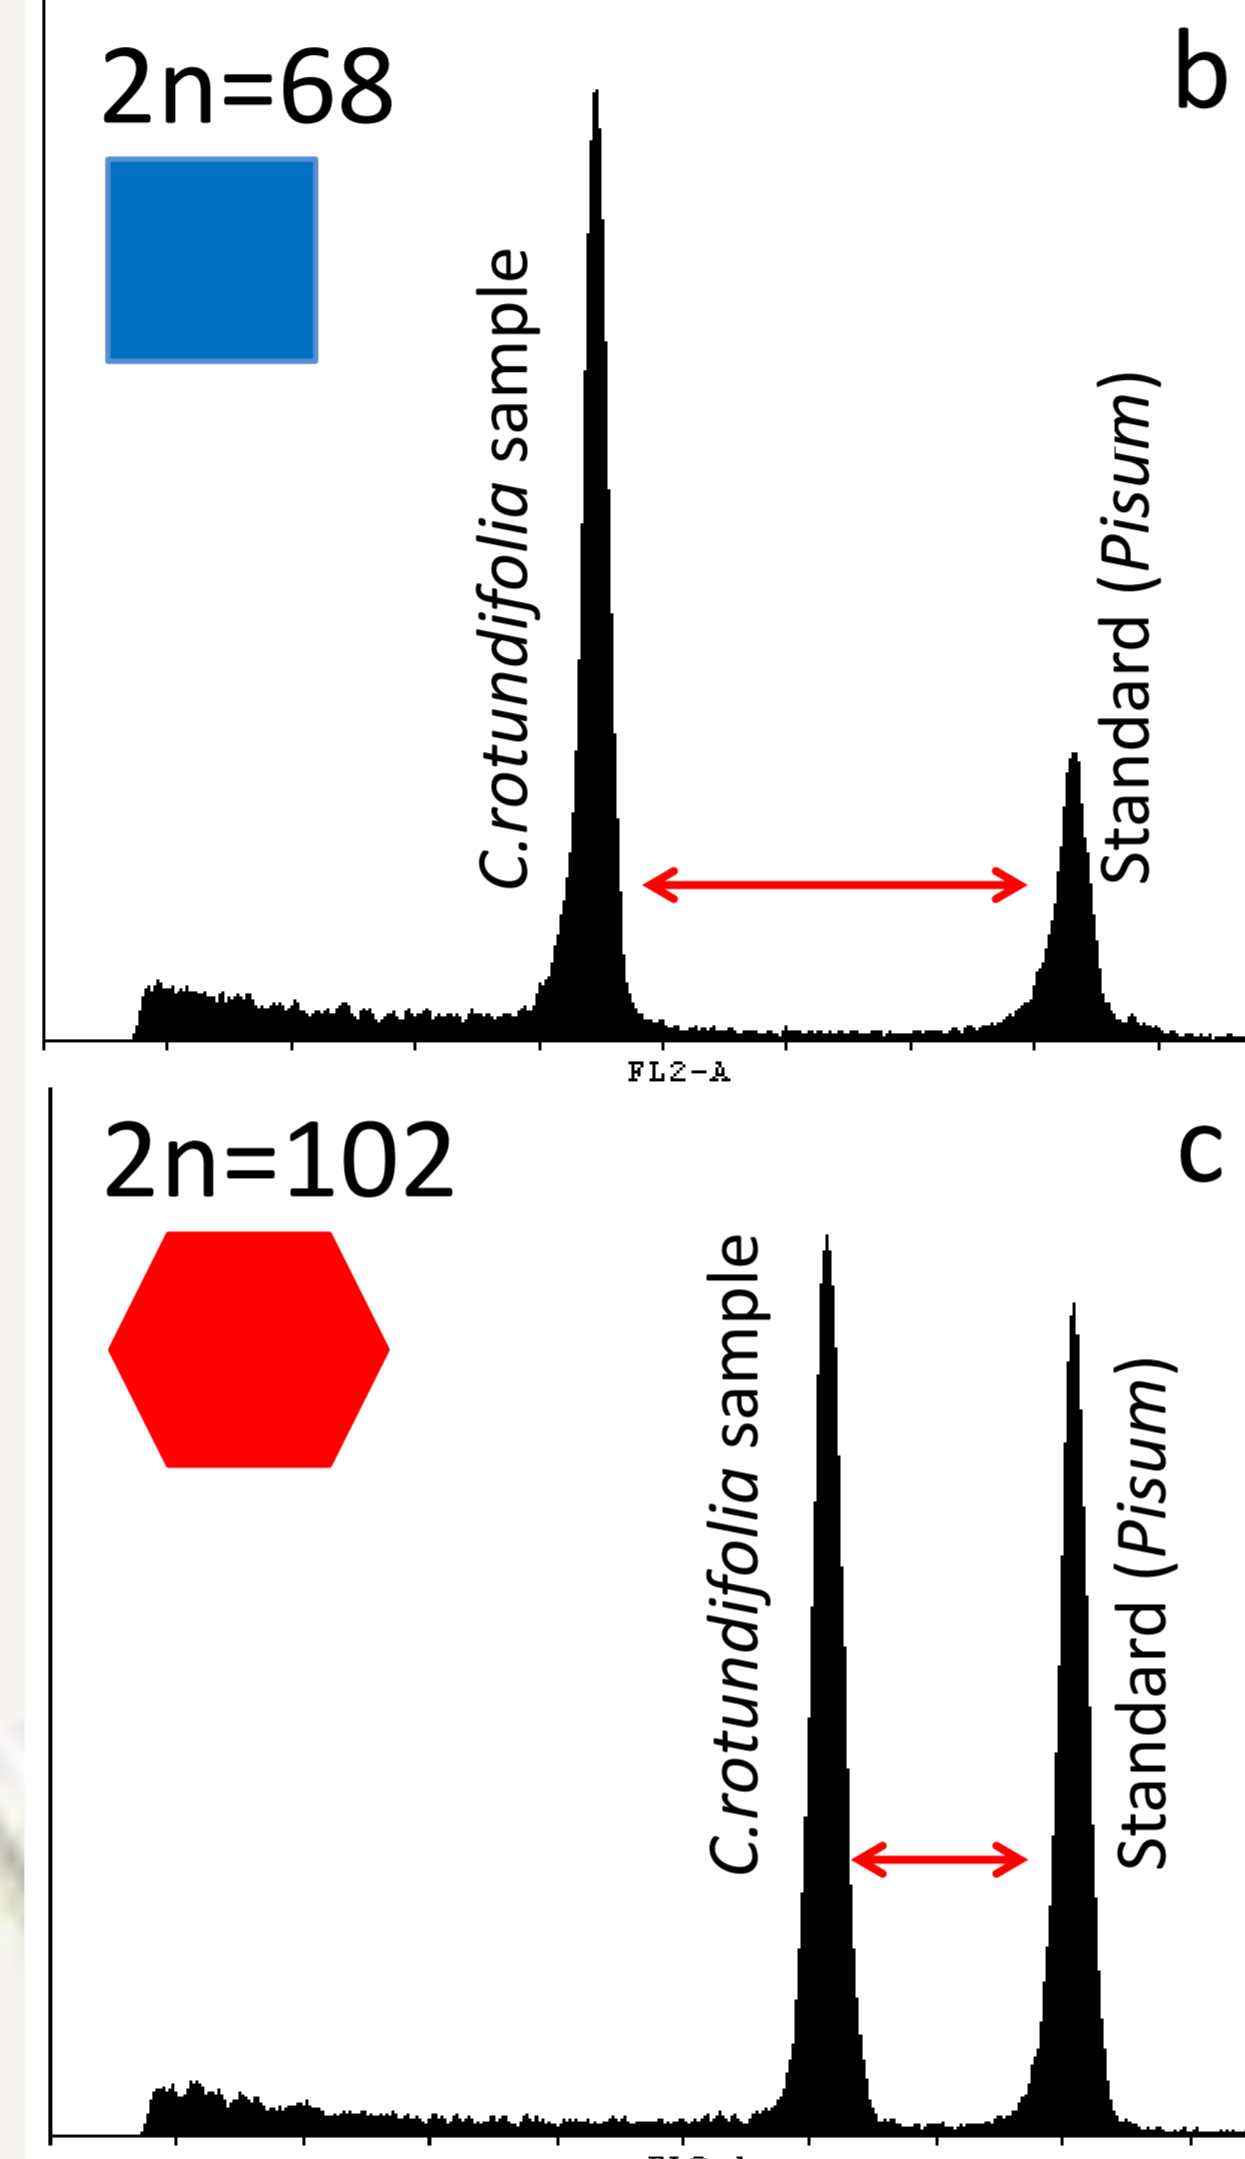 2n=68
b
C.rotundifolia sample
Standard (Pisum)
FL2-A
2n=102
c
C.rotundifolia sample
Standard (Pisum)